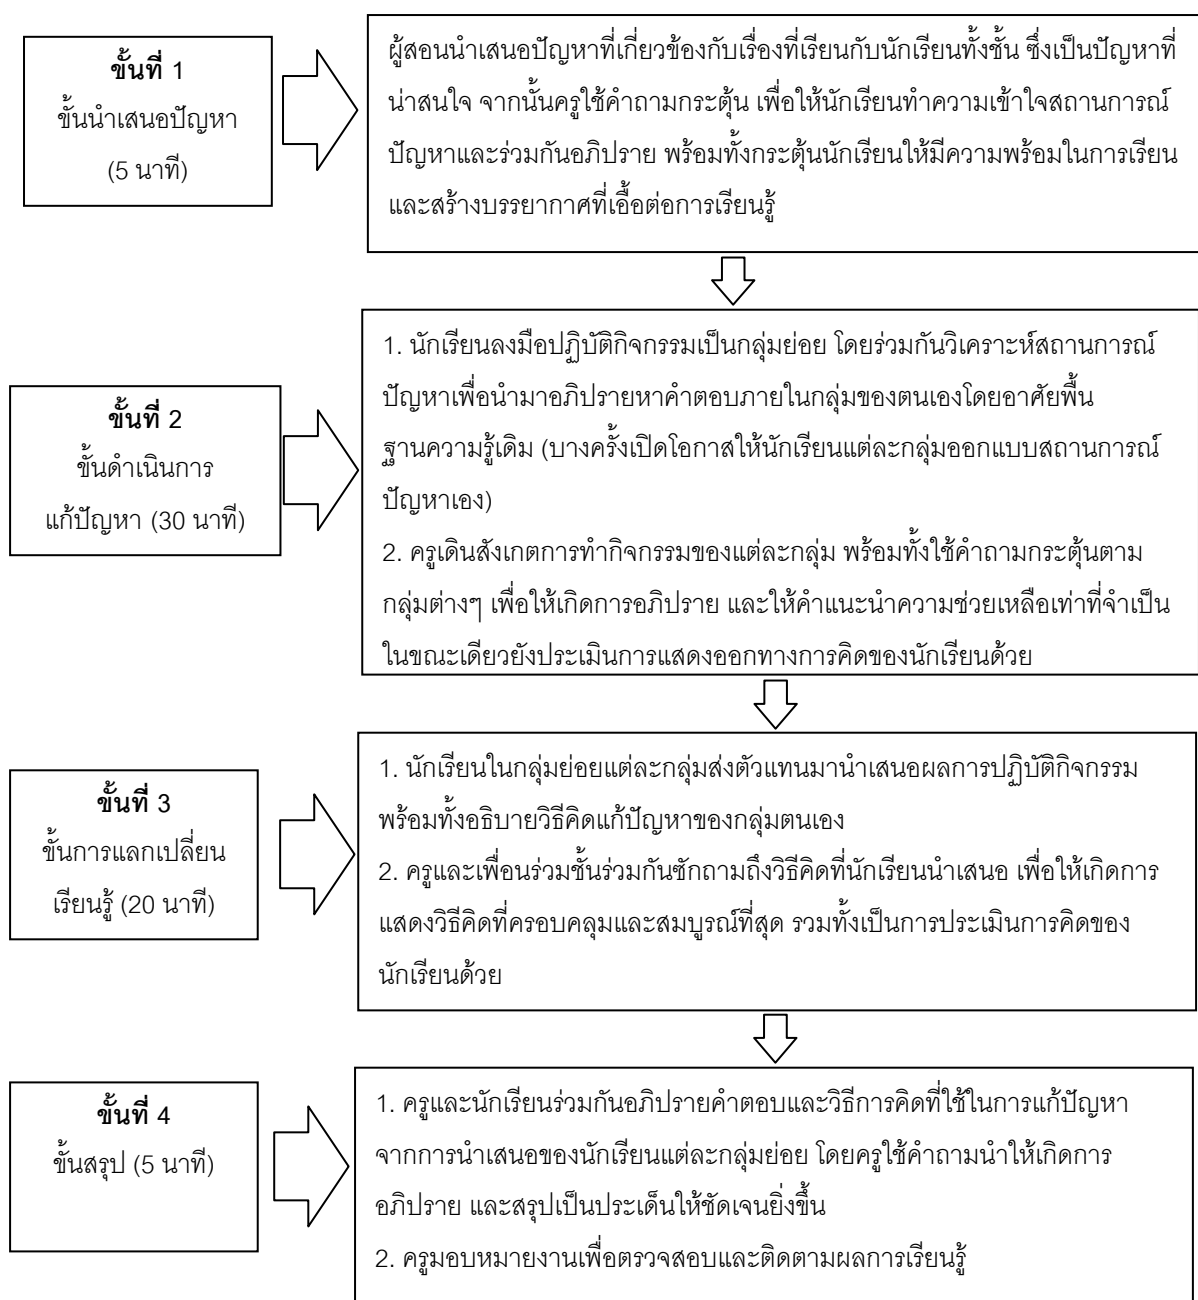 ขั้นที่ 1
ขั้นนำเสนอปัญหา
(5 นาที)
ผู้สอนนำเสนอปัญหาที่เกี่ยวข้องกับเรื่องที่เรียนกับนักเรียนทั้งชั้น ซึ่งเป็นปัญหาที่
น่าสนใจ จากนั้นครูใช้คำถามกระตุ้น เพื่อให้นักเรียนทำความเข้าใจสถานการณ์
ปัญหาและร่วมกันอภิปราย พร้อมทั้งกระตุ้นนักเรียนให้มีความพร้อมในการเรียน
และสร้างบรรยากาศที่เอื้อต่อการเรียนรู้
ขั้นที่ 2
ขั้นดำเนินการ
แก้ปัญหา (30 นาที)
1. นักเรียนลงมือปฏิบัติกิจกรรมเป็นกลุ่มย่อย โดยร่วมกันวิเคราะห์สถานการณ์
ปัญหาเพื่อนำมาอภิปรายหาคำตอบภายในกลุ่มของตนเองโดยอาศัยพื้น
ฐานความรู้เดิม (บางครั้งเปิดโอกาสให้นักเรียนแต่ละกลุ่มออกแบบสถานการณ์
ปัญหาเอง)
2. ครูเดินสังเกตการทำกิจกรรมของแต่ละกลุ่ม พร้อมทั้งใช้คำถามกระตุ้นตาม
กลุ่มต่างๆ เพื่อให้เกิดการอภิปราย และให้คำแนะนำความช่วยเหลือเท่าที่จำเป็น
ในขณะเดียวยังประเมินการแสดงออกทางการคิดของนักเรียนด้วย
ขั้นที่ 3
ขั้นการแลกเปลี่ยน
เรียนรู้ (20 นาที)
1. นักเรียนในกลุ่มย่อยแต่ละกลุ่มส่งตัวแทนมานำเสนอผลการปฏิบัติกิจกรรม
พร้อมทั้งอธิบายวิธีคิดแก้ปัญหาของกลุ่มตนเอง
2. ครูและเพื่อนร่วมชั้นร่วมกันซักถามถึงวิธีคิดที่นักเรียนนำเสนอ เพื่อให้เกิดการ
แสดงวิธีคิดที่ครอบคลุมและสมบูรณ์ที่สุด รวมทั้งเป็นการประเมินการคิดของ
นักเรียนด้วย
ขั้นที่ 4
ขั้นสรุป (5 นาที)
1. ครูและนักเรียนร่วมกันอภิปรายคำตอบและวิธีการคิดที่ใช้ในการแก้ปัญหา
จากการนำเสนอของนักเรียนแต่ละกลุ่มย่อย โดยครูใช้คำถามนำให้เกิดการ
อภิปราย และสรุปเป็นประเด็นให้ชัดเจนยิ่งขึ้น
2. ครูมอบหมายงานเพื่อตรวจสอบและติดตามผลการเรียนรู้